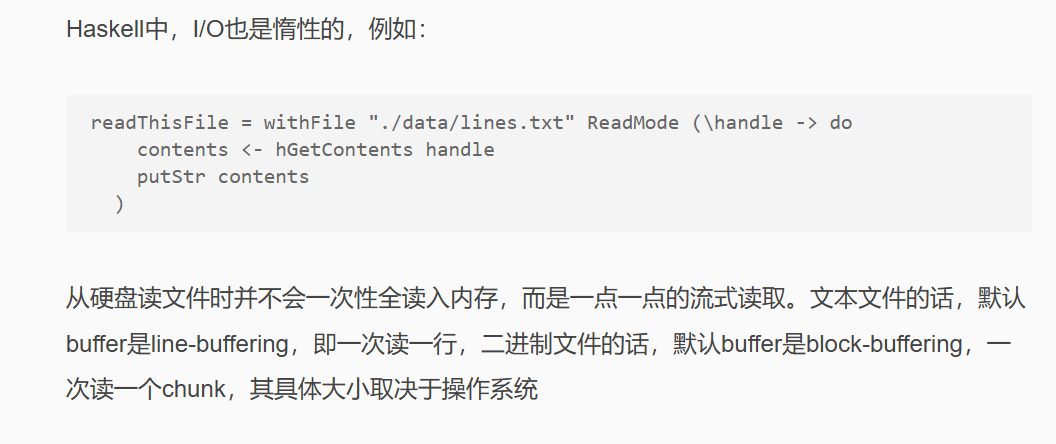 Haskell中，I/O也是惰性的，例如：
readThisFile = withFile "./data/lines.txt" ReadMode (\handle -> do
    contents <- hGetContents handle
    putStr contents
  )
从硬盘读文件时并不会一次性全读入内存，而是一点一点的流式读取。文本文件的话，默认
buffer是line-buffering，即一次读一行，二进制文件的话，默认buffer是block-buffering，一
次读一个chunk，其具体大小取决于操作系统